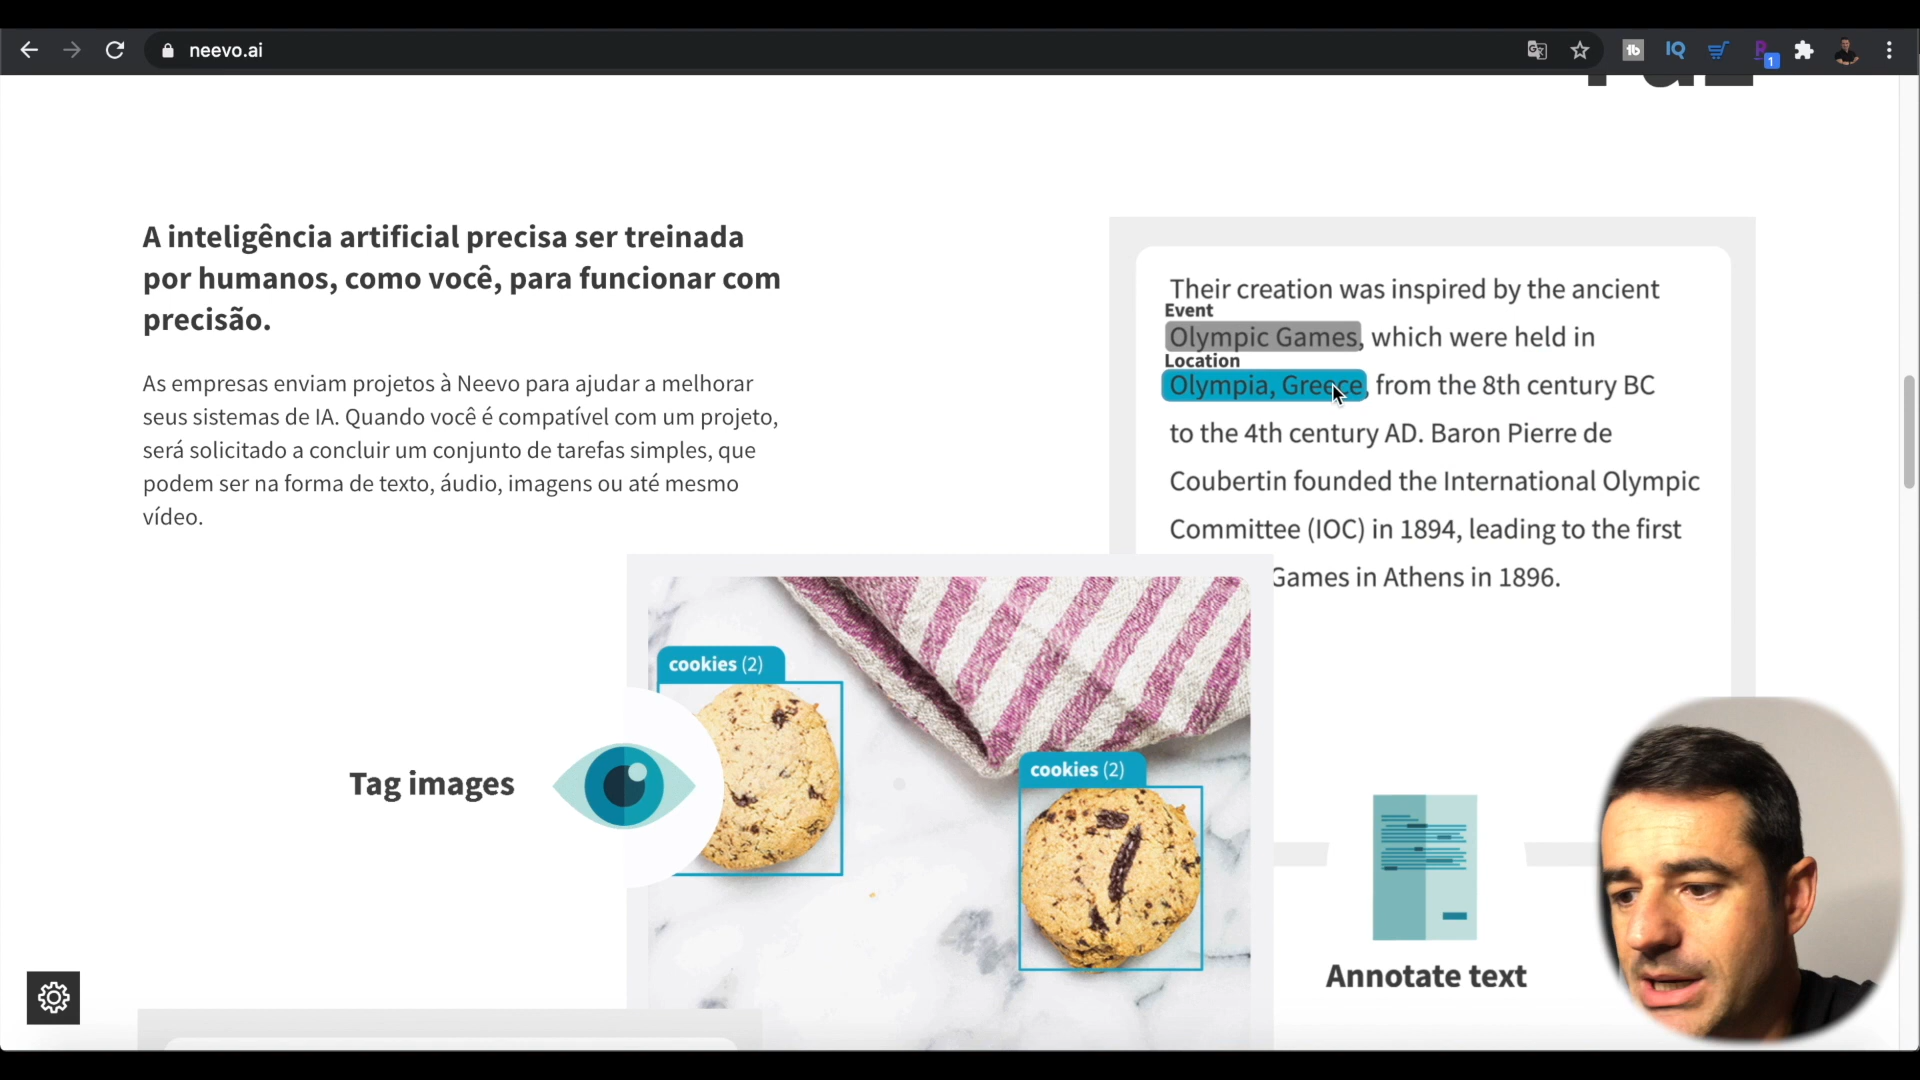 neevo.ai
1
A inteligência artificial precisa ser treinada
por humanos, como você, para funcionar com
precisão.
As empresas enviam projetos à Neevo para ajudar a melhorar
seus sistemas de IA. Quando você é compatível com um projeto,
será solicitado a concluir um conjunto de tarefas simples, que
podem ser na forma de texto, áudio, imagens ou até mesmo
vídeo.
Their creation was inspired by the ancient
Event
Olympic Games, which were held in
Location
Olympia, Greece, from the 8th century BC
to the 4th century AD. Baron Pierre de
Coubertin founded the International Olympic
Committee (IOC) in 1894, leading to the first
Games in Athens in 1896.
cookies (2)
cookies (2)
Tag images
Annotate text